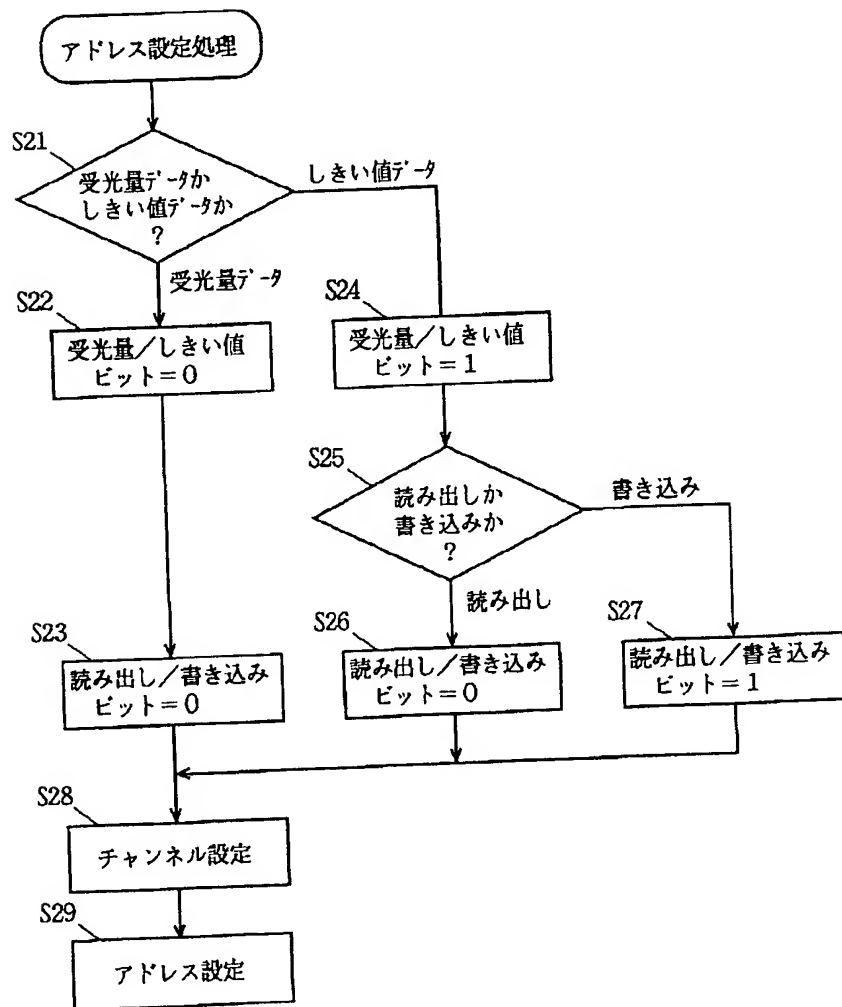 アドレス設定処理
S21
受光量データか
しきい値データか
?
しきい値データ
受光量データ
S22
受光量/しきい値
ビット=0
S24
受光量/しきい値
ビット=1
S25
読み出しか
書き込みか
?
書き込み
読み出し
S23
読み出し/書き込み
ビット=0
S26
読み出し/書き込み
ビット=0
S27
読み出し/書き込み
ビット=1
S28
チャンネル設定
S29
アドレス設定